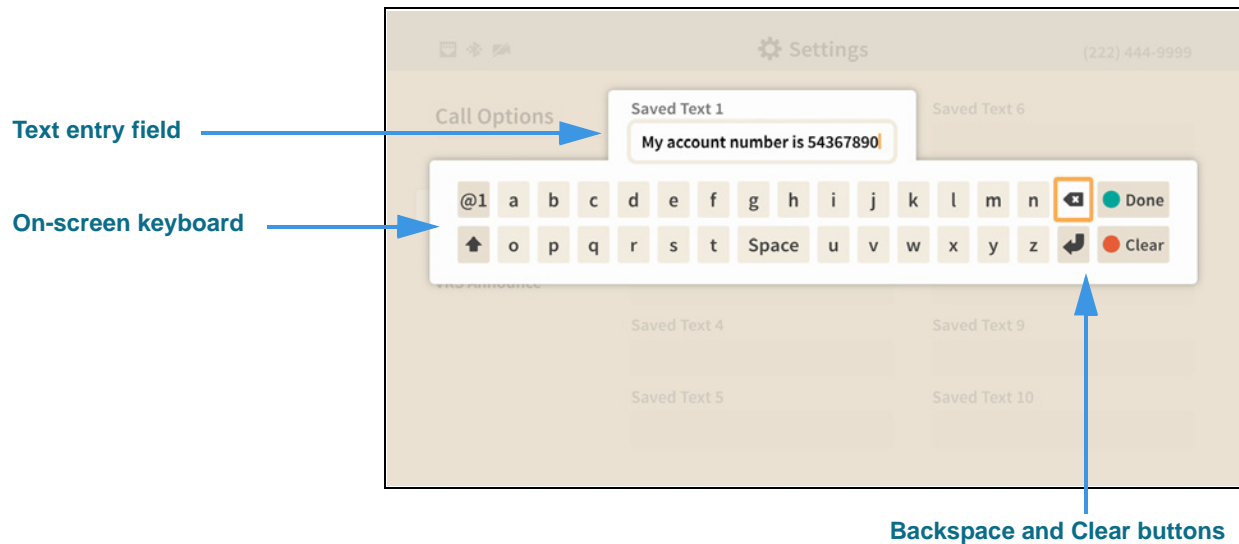 Settings
(222) 444-9999
Call Options
Saved Text 1
Saved Text 6
Text entry field
My account number is 54367890
@1 a b c d e f g h i j k l m n Done
On-screen keyboard
o p q r s t Space u v w x y z Clear
VRS Announce
Saved Text 4
Saved Text 9
Saved Text 5
Saved Text 10
Backspace and Clear buttons